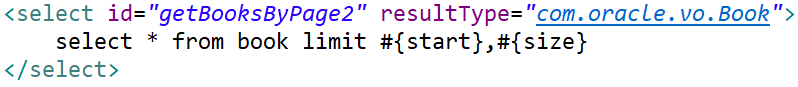 <select id="getBooksByPage2" resultType="com.oracle.vo.Book">
select * from book limit #{start},#{size}
</select>